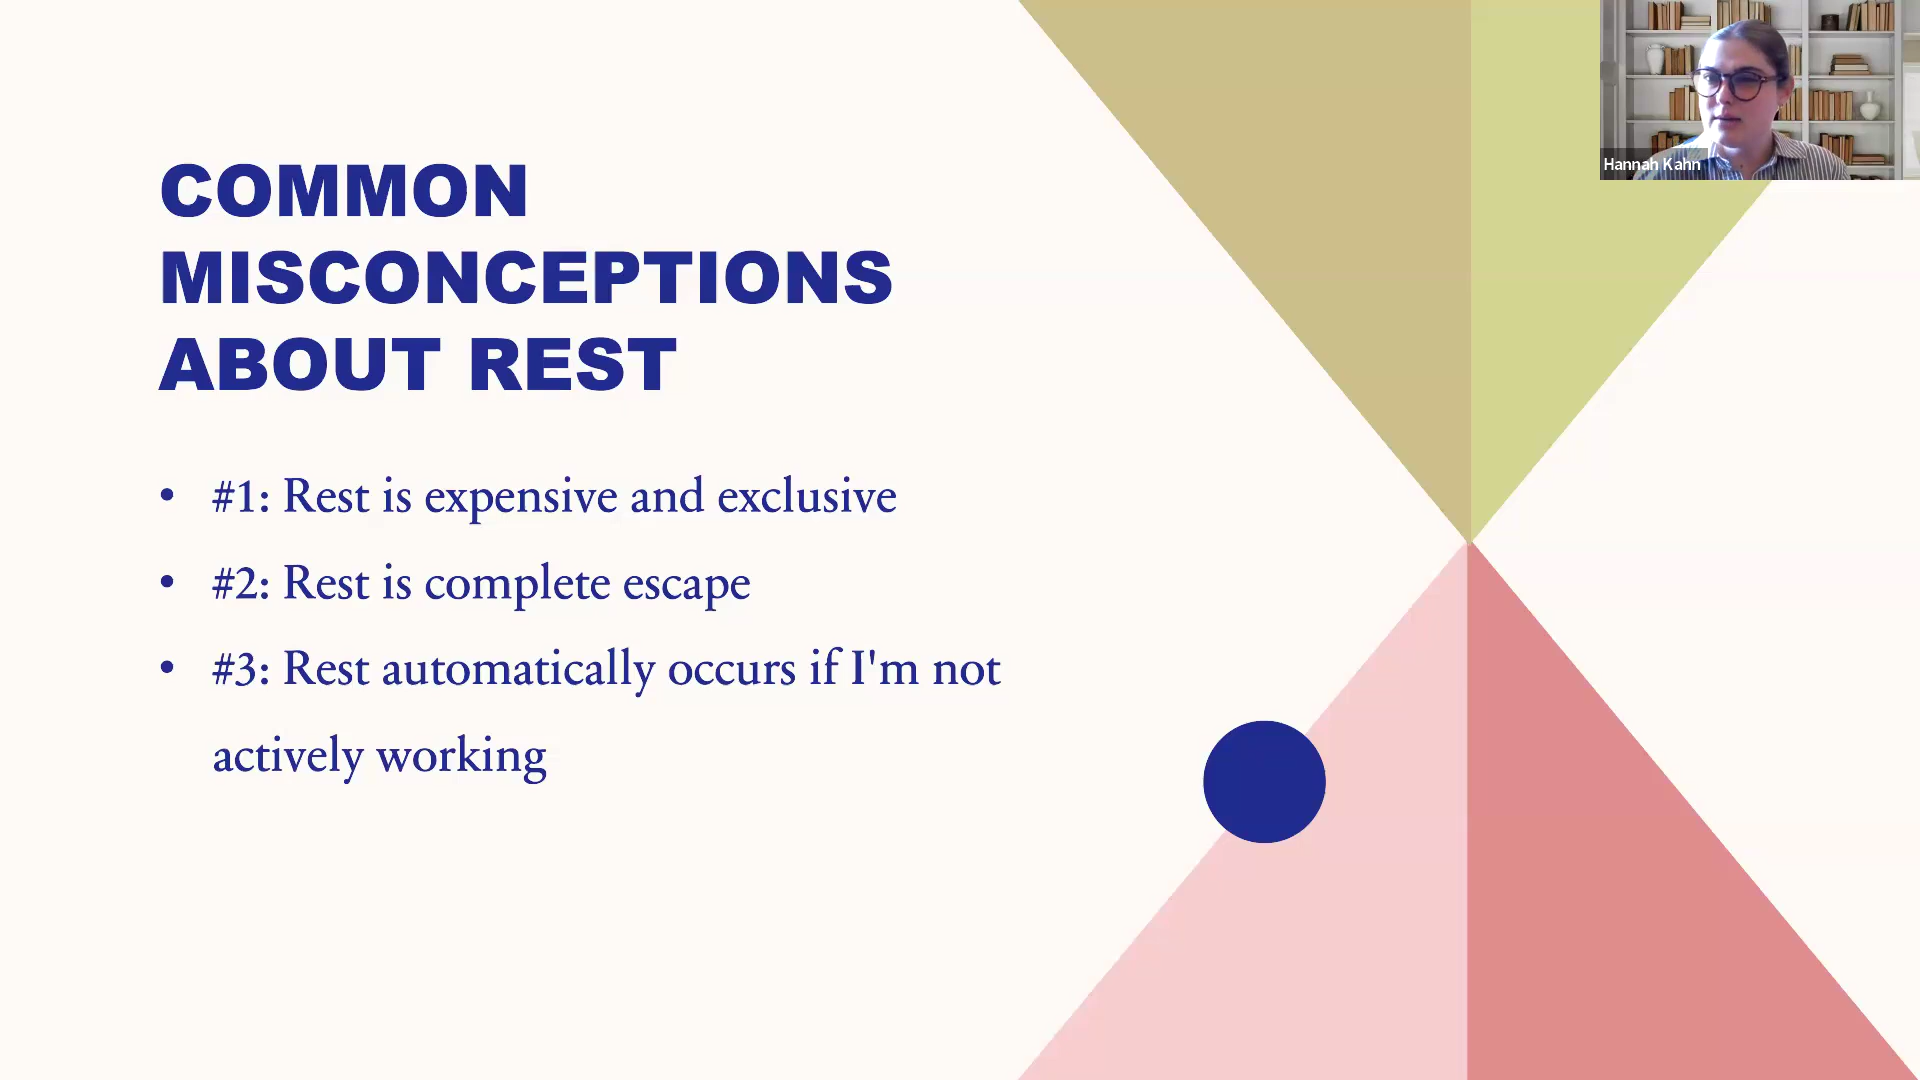 COMMON
MISCONCEPTIONS
ABOUT REST
• #1: Rest is expensive and exclusive
• #2: Rest is complete escape
• #3: Rest automatically occurs if I'm not
actively working
Hannah Kahn